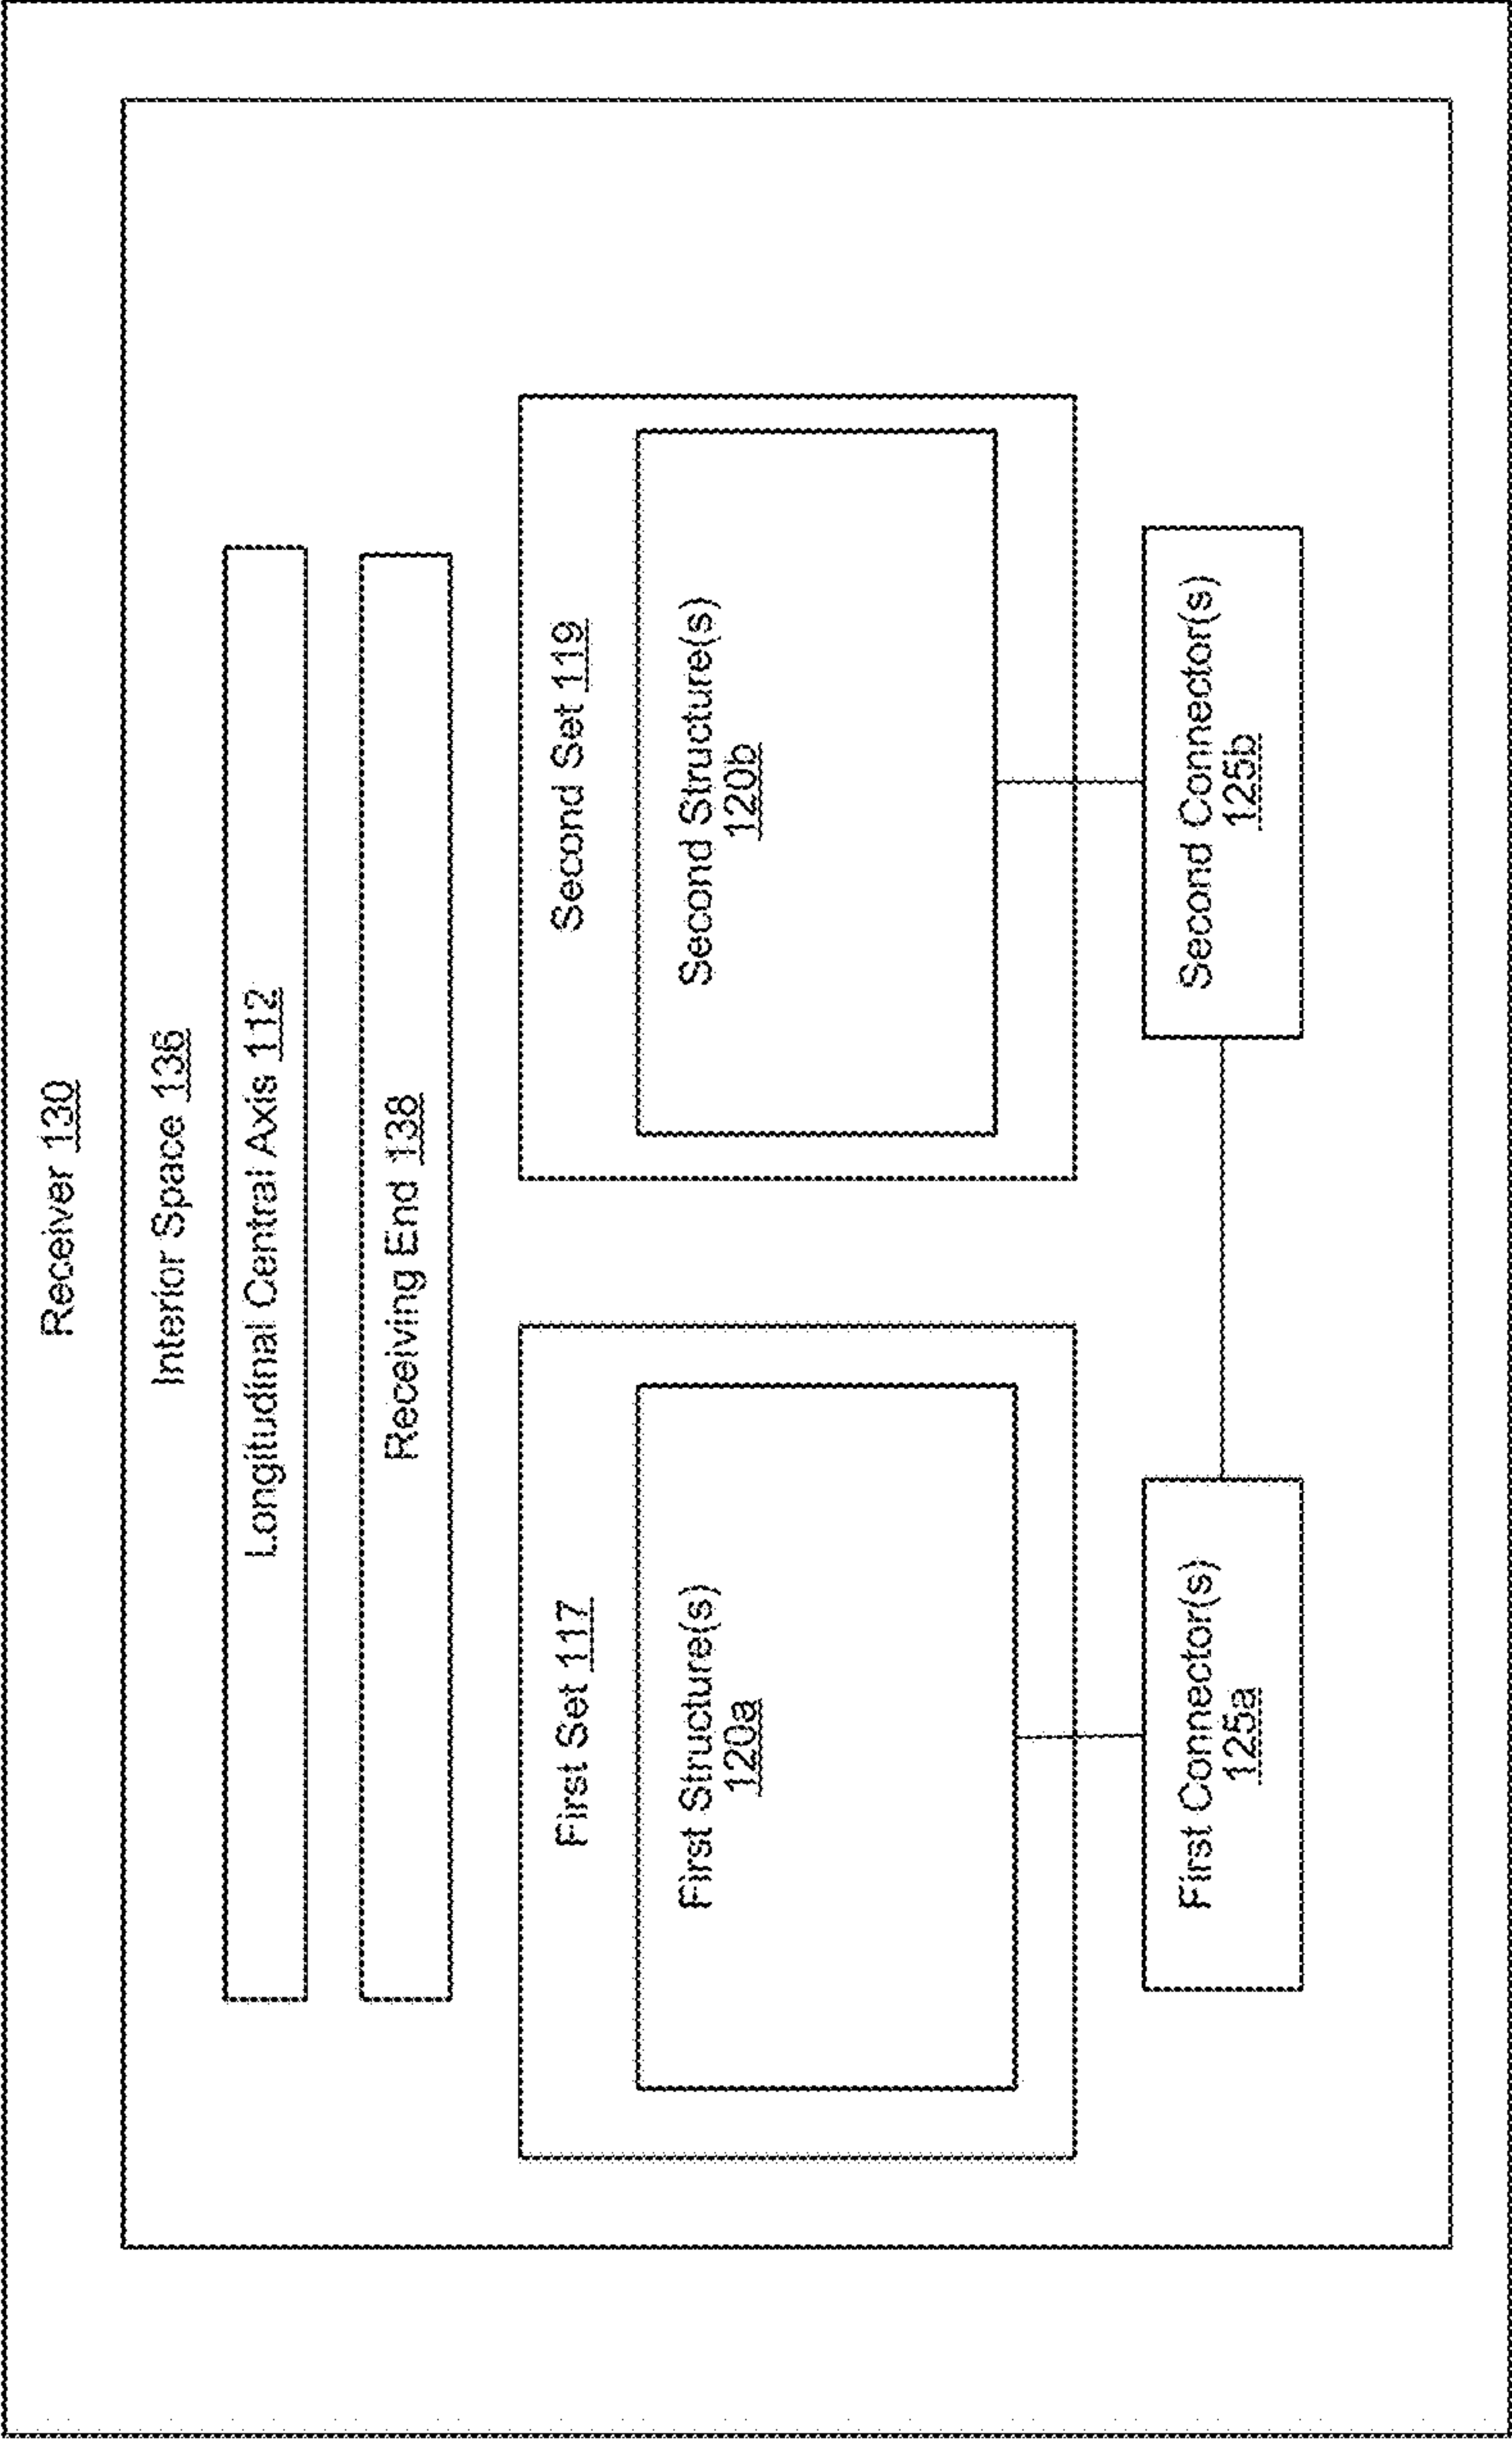 Receiver 130
Interior Space 136
Longitudinal Central Axis 112
Receiving End 138
First Set 117
First Structure(s)
120a
Second Set 119
Second Structure(s)
120b
First Connector(s)
125a
Second Connector(s)
125b